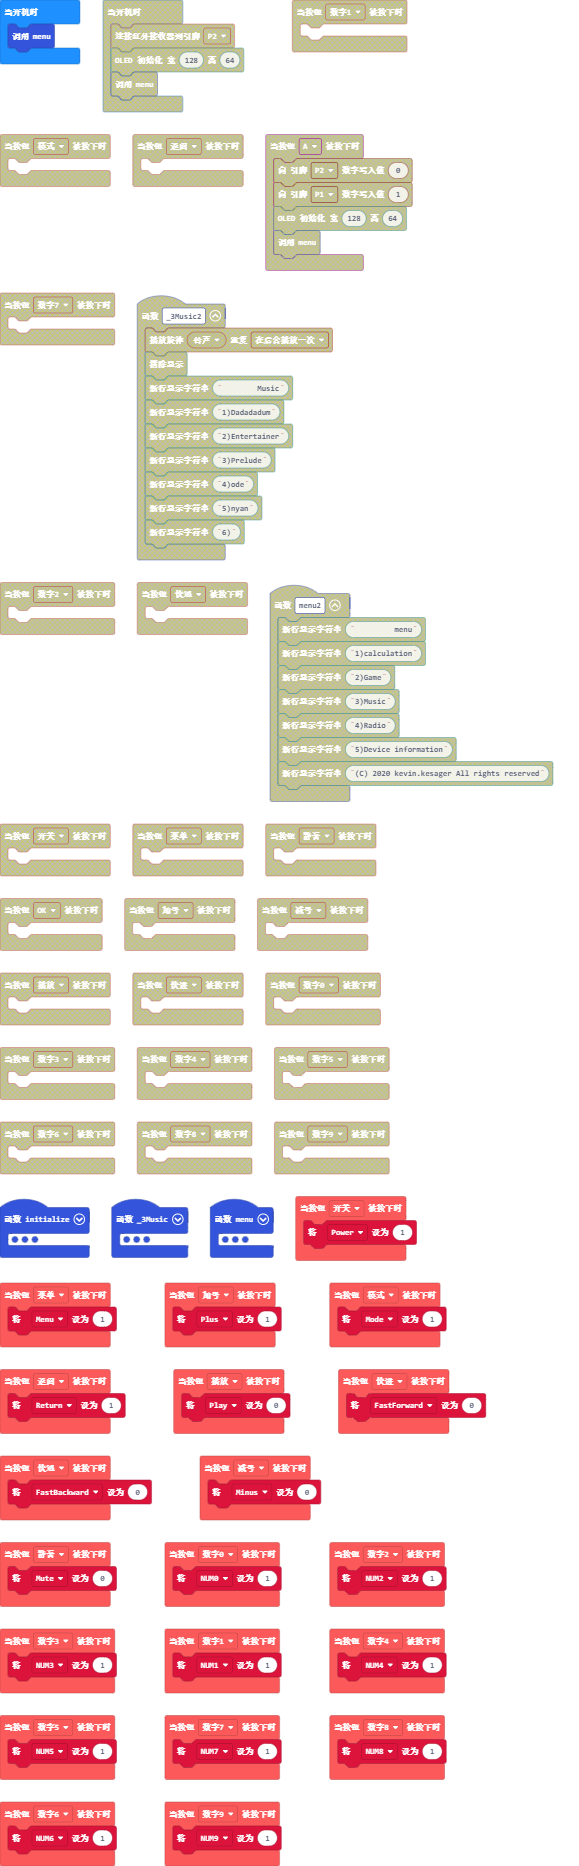 当开机时
调用 menu
当开机时
连接红外接收器到引脚 P2
OLED 初始化 宽 128 高 64
调用 menu
当按钮 数字1 被按下时
当按钮 模式 被按下时
当按钮 返回 被按下时
当按钮 A 被按下时
向 引脚 P2 数字写入值 0
向 引脚 P1 数字写入值 1
OLED 初始化 宽 128 高 64
调用 menu
当按钮 数字7 被按下时
函数 _3Music2
播放旋律 铃声 重复 在后台播放一次
清除显示
新行显示字符串 " Music"
新行显示字符串 "1)Dadadadum"
新行显示字符串 "2)Entertainer"
新行显示字符串 "3)Prelude"
新行显示字符串 "4)ode"
新行显示字符串 "5)nyan"
新行显示字符串 "6)"
当按钮 数字2 被按下时
当按钮 快退 被按下时
函数 menu2
新行显示字符串 " menu"
新行显示字符串 "1)calculation"
新行显示字符串 "2)Game"
新行显示字符串 "3)Music"
新行显示字符串 "4)Radio"
新行显示字符串 "5)Device information"
新行显示字符串 "(C) 2020 kevin.kesager All rights reserved"
当按钮 开关 被按下时
当按钮 菜单 被按下时
当按钮 静音 被按下时
当按钮 OK 被按下时
当按钮 加号 被按下时
当按钮 减号 被按下时
当按钮 播放 被按下时
当按钮 快进 被按下时
当按钮 数字0 被按下时
当按钮 数字3 被按下时
当按钮 数字4 被按下时
当按钮 数字5 被按下时
当按钮 数字6 被按下时
当按钮 数字8 被按下时
当按钮 数字9 被按下时
函数 initialize
函数 _3Music
函数 menu
当按钮 开关 被按下时
将 Power 设为 1
当按钮 菜单 被按下时
将 Menu 设为 1
当按钮 加号 被按下时
将 Plus 设为 1
当按钮 模式 被按下时
将 Mode 设为 1
当按钮 返回 被按下时
将 Return 设为 1
当按钮 播放 被按下时
将 Play 设为 0
当按钮 快进 被按下时
将 FastForward 设为 0
当按钮 快退 被按下时
将 FastBackward 设为 0
当按钮 减号 被按下时
将 Minus 设为 0
当按钮 静音 被按下时
将 Mute 设为 0
当按钮 数字0 被按下时
将 NUM0 设为 1
当按钮 数字2 被按下时
将 NUM2 设为 1
当按钮 数字3 被按下时
将 NUM3 设为 1
当按钮 数字1 被按下时
将 NUM1 设为 1
当按钮 数字4 被按下时
将 NUM4 设为 1
当按钮 数字5 被按下时
将 NUM5 设为 1
当按钮 数字7 被按下时
将 NUM7 设为 1
当按钮 数字8 被按下时
将 NUM8 设为 1
当按钮 数字6 被按下时
将 NUM6 设为 1
当按钮 数字9 被按下时
将 NUM9 设为 1